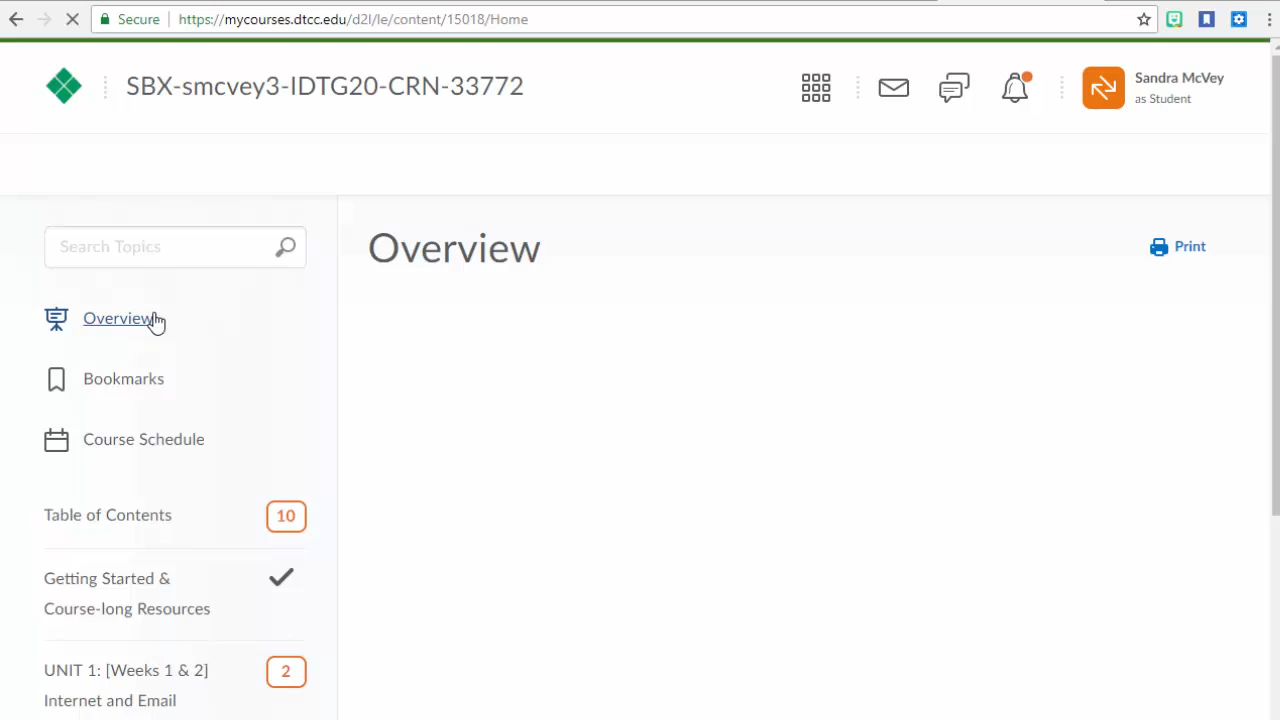 Secure
https://mycourses.dtcc.edu/d2l/le/content/15018/Home
SBX-smcvey3-IDTG20-CRN-33772
Sandra McVey
as Student
Search Topics
Overview
Print
Overview
Bookmarks
Course Schedule
Table of Contents
10
Getting Started &
Course-long Resources
UNIT 1: [Weeks 1 & 2]
2
Internet and Email